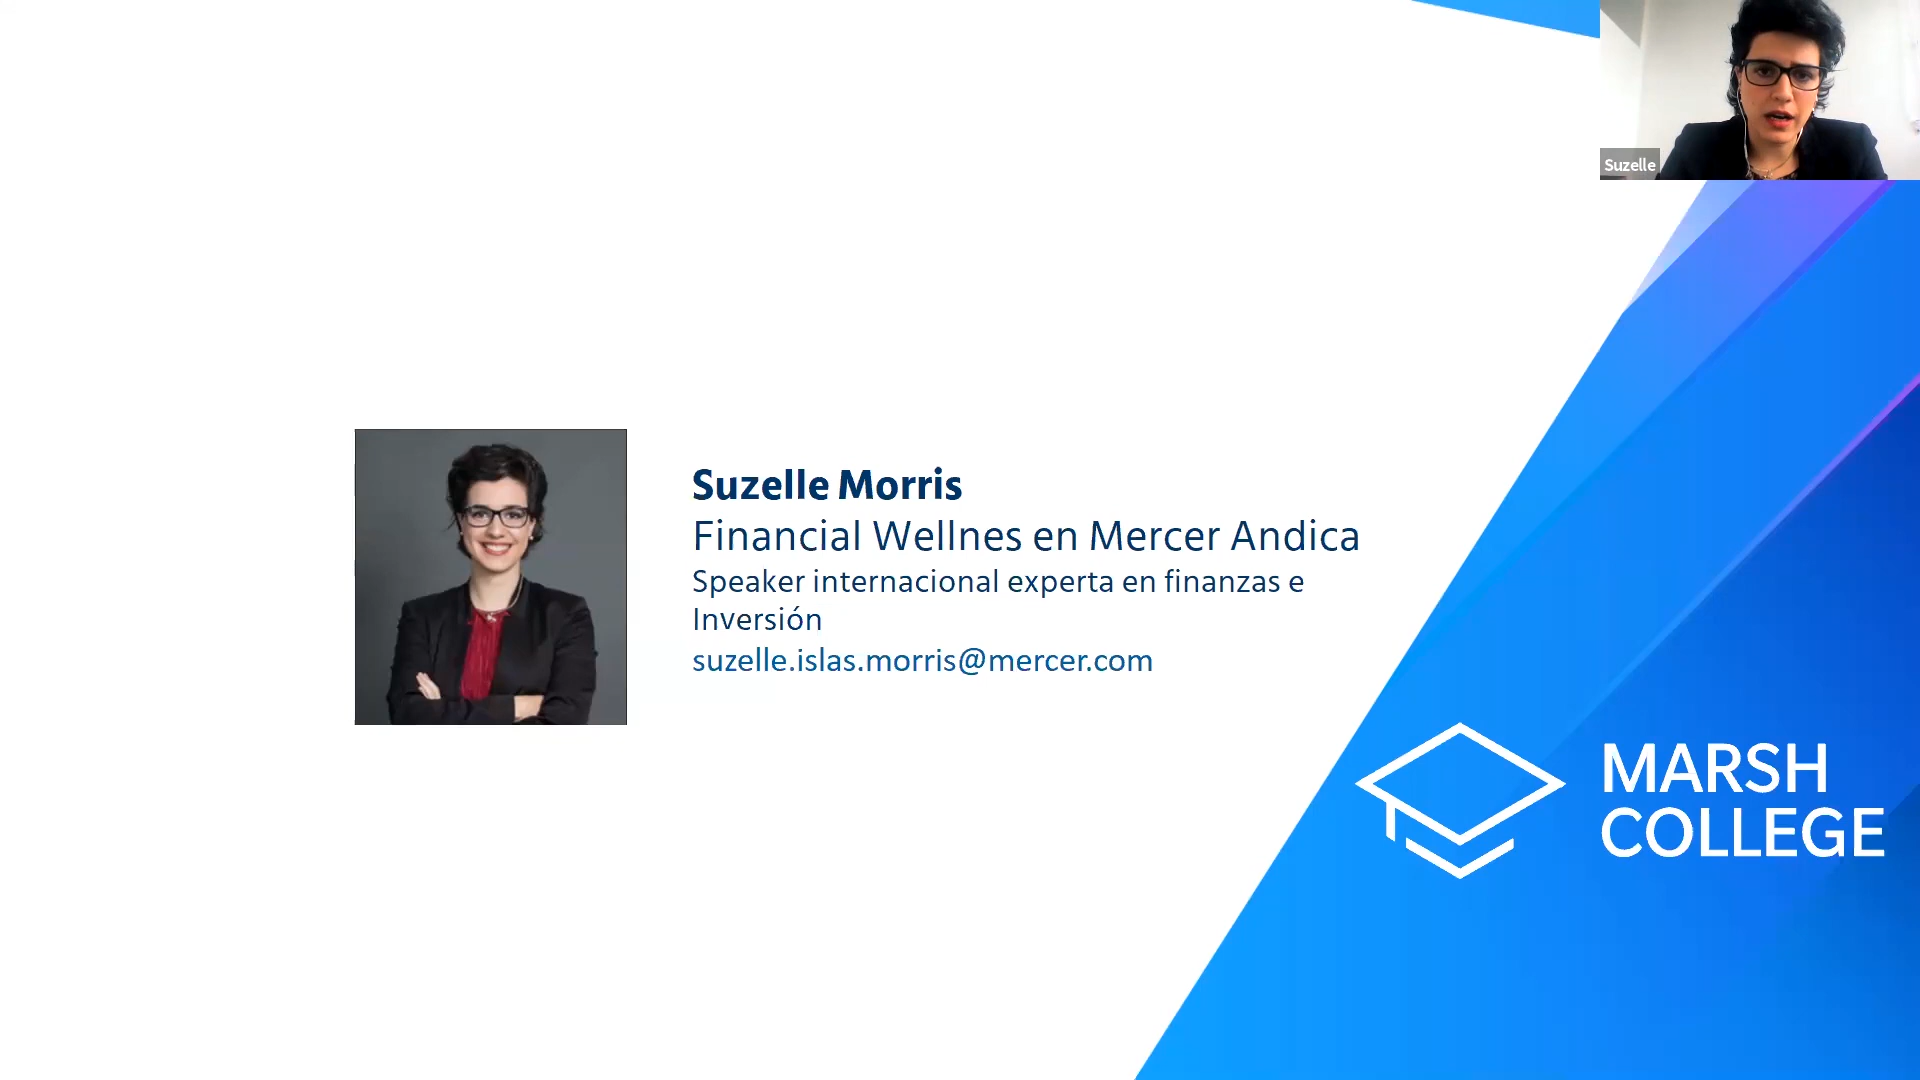 Suzelle
Suzelle Morris
Financial Wellnes en Mercer Andica
Speaker internacional experta en finanzas e
Inversión
suzelle.islas.morris@mercer.com
MARSH
COLLEGE